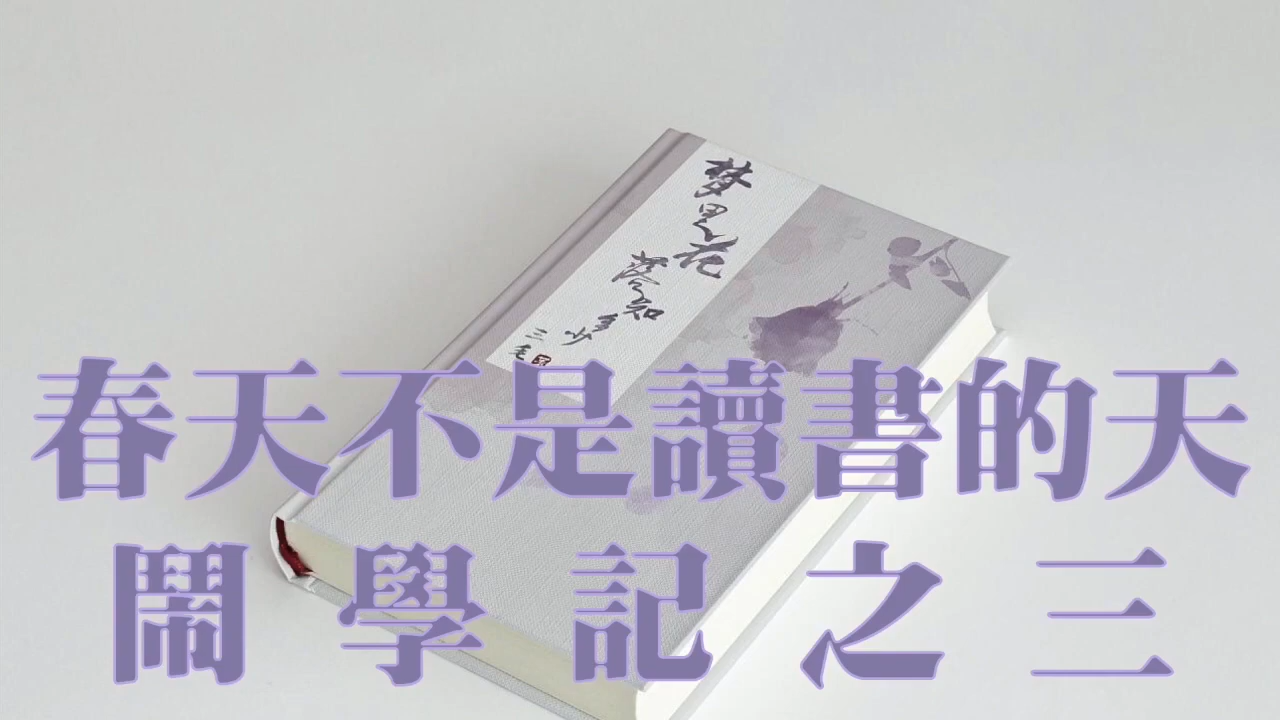 梦里花
落知多少
三毛
春天不是讀書的天
鬧學記之三